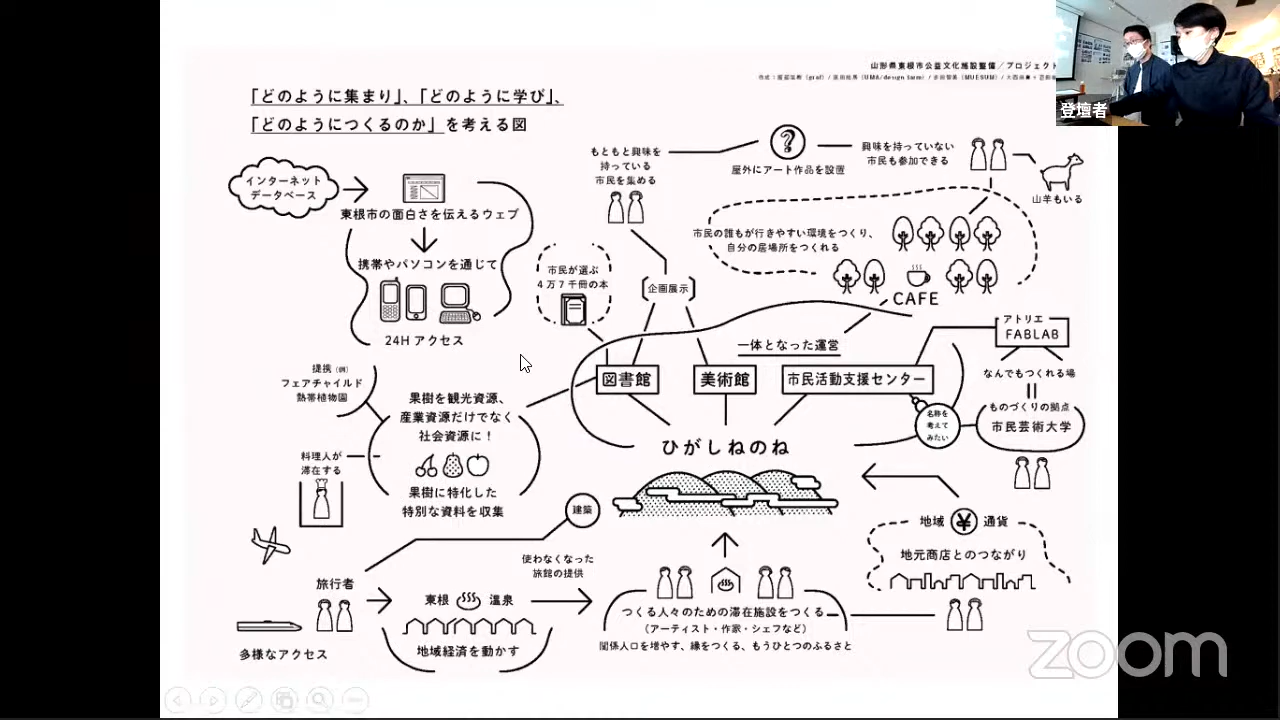 山形県東根市公益文化施設整備／プロジェクト
「どのように集まり」、「どのように学び」、
「どのようにつくるのか」を考える図
登壇者
インターネット
データベース
東根市の面白さを伝えるウェブ
携帯やパソコンを通じて
24H アクセス
もともと興味を
持っている
市民を集める
?
屋外にアート作品を設置
興味を持っていない
市民も参加できる
山羊もいる
市民の誰もが行きやすい環境をつくり、
自分の居場所をつくれる
CAFE
市民が選ぶ
4万7千冊の本
企画展示
一体となった運営
図書館
美術館
市民活動支援センター
アトリエ
FABLAB
なんでもつくれる場
ものづくりの拠点
市民芸術大学
名称を
考えて
みたい
ひがしねのね
提携（例）
フェアチャイルド
熱帯植物園
果樹を観光資源、
産業資源だけでなく
社会資源に！
果樹に特化した
特別な資料を収集
料理人が
滞在する
建築
使わなくなった
旅館の提供
旅行者
多様なアクセス
東根 温泉
地域経済を動かす
つくる人々のための滞在施設をつくる
（アーティスト・作家・シェフなど）
関係人口を増やす、縁をつくる、もうひとつのふるさと
地域 ¥ 通貨
地元商店とのつながり
zoom